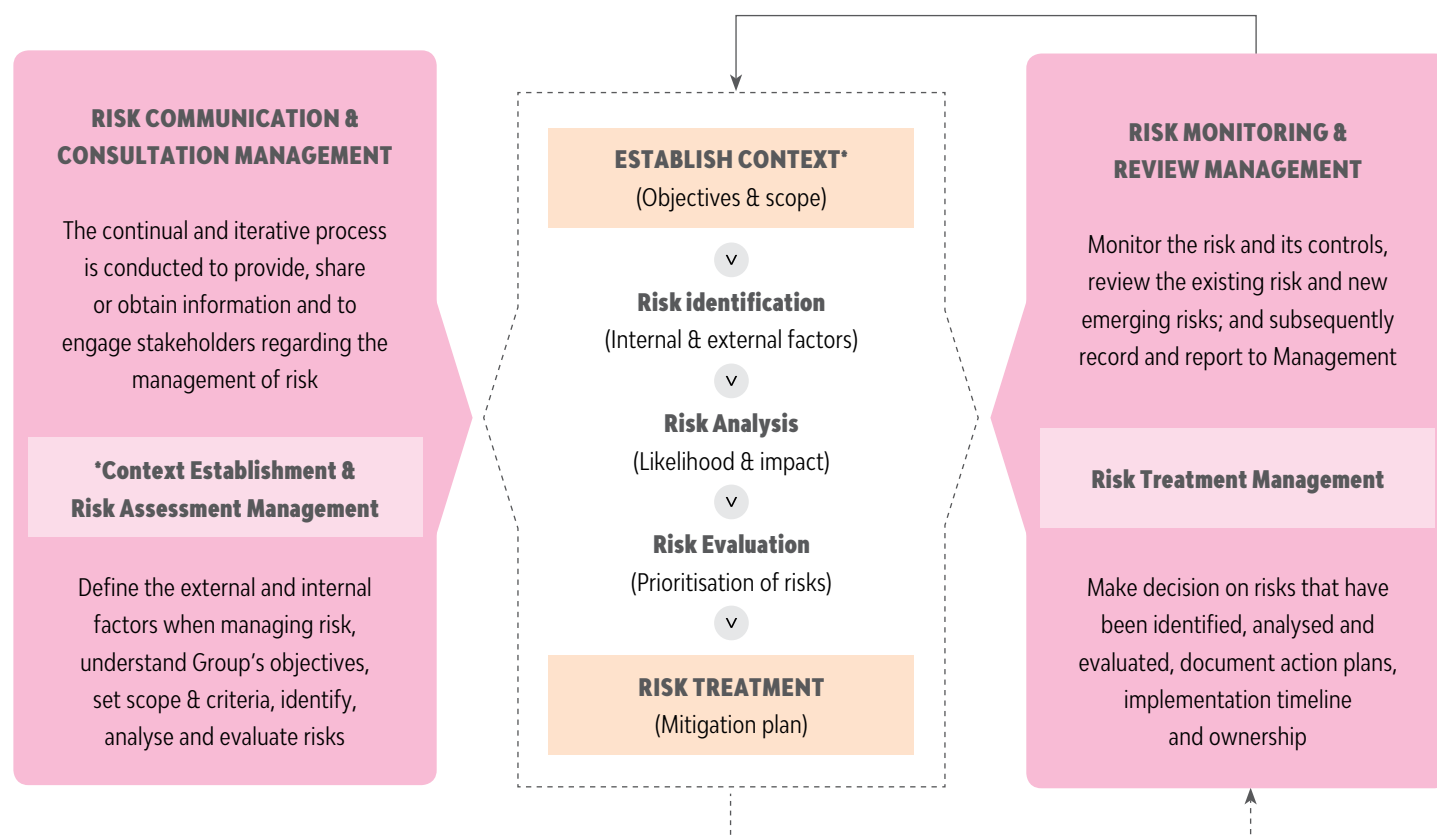 RISK COMMUNICATION &
CONSULTATION MANAGEMENT
The continual and iterative process
is conducted to provide, share
or obtain information and to
engage stakeholders regarding the
management of risk
*Context Establishment &
Risk Assessment Management
Define the external and internal
factors when managing risk,
understand Group's objectives,
set scope & criteria, identify,
analyse and evaluate risks
ESTABLISH CONTEXT*
(Objectives & scope)
Risk identification
(Internal & external factors)
Risk Analysis
(Likelihood & impact)
Risk Evaluation
(Prioritisation of risks)
RISK TREATMENT
(Mitigation plan)
RISK MONITORING &
REVIEW MANAGEMENT
Monitor the risk and its controls,
review the existing risk and new
emerging risks; and subsequently
record and report to Management
Risk Treatment Management
Make decision on risks that have
been identified, analysed and
evaluated, document action plans,
implementation timeline
and ownership